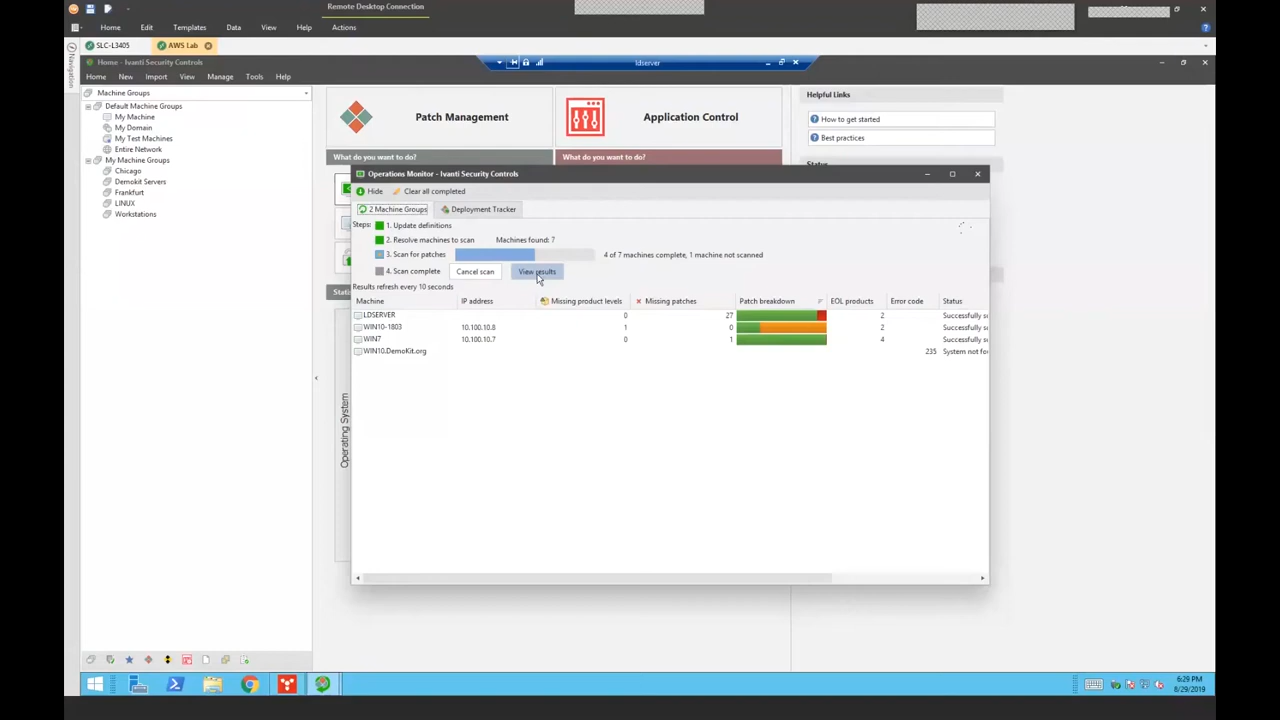 Remote Desktop Connection
Home Edit Templates Data View Help Actions
SLC-L3405 AWS Lab
Navigation
Home - Ivanti Security Controls
ldserver
Home New Import View Manage Tools Help
Machine Groups
Default Machine Groups
My Machine
My Domain
My Test Machines
Entire Network
My Machine Groups
Chicago
Demokit Servers
Frankfurt
LINUX
Workstations
Patch Management
Application Control
What do you want to do?
What do you want to do?
Helpful Links
How to get started
Best practices
Status
Operating System
Operations Monitor - Ivanti Security Controls
Hide Clear all completed
2 Machine Groups Deployment Tracker
Steps: 1. Update definitions
2. Resolve machines to scan Machines found: 7
3. Scan for patches 4 of 7 machines complete, 1 machine not scanned
4. Scan complete Cancel scan View results
Results refresh every 10 seconds
Machine IP address Missing product levels Missing patches Patch breakdown EOL products Error code Status
LDSERVER 0 27 2 Successfully sc
WIN10-1803 10.100.10.8 1 0 2 Successfully sc
WIN7 10.100.10.7 0 1 4 Successfully sc
WIN10.DemoKit.org 235 System not fo
6:29 PM
8/29/2019